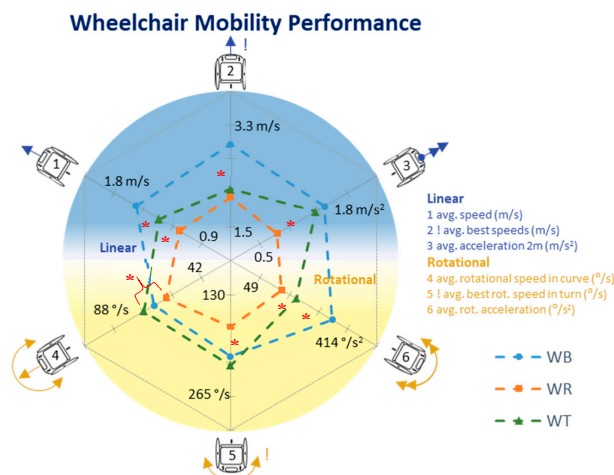 Wheelchair Mobility Performance
!
2
3.3 m/s
*
1
3
1.8 m/s
1.8 m/s²
*
*
*
0.9
1.5
Linear
0.5
42
49
Rotational
*
130
88 °/s
*
*
*
414 °/s²
4
6
265 °/s
5
!
Linear
1 avg. speed (m/s)
2 ! avg. best speeds (m/s)
3 avg. acceleration 2m (m/s²)
Rotational
4 avg. rotational speed in curve (°/s)
5 ! avg. best rot. speed in turn (°/s)
6 avg. rot. acceleration (°/s²)
WB
WR
WT